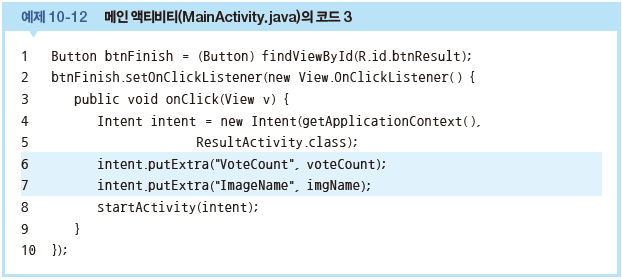 예제 10-12 메인 액티비티(MainActivity.java)의 코드 3
1 Button btnFinish = (Button) findViewById(R.id.btnResult);
2 btnFinish.setOnClickListener(new View.OnClickListener() {
3 public void onClick(View v) {
4 Intent intent = new Intent(getApplicationContext(),
5 ResultActivity.class);
6 intent.putExtra("VoteCount", voteCount);
7 intent.putExtra("ImageName", imgName);
8 startActivity(intent);
9 }
10 });